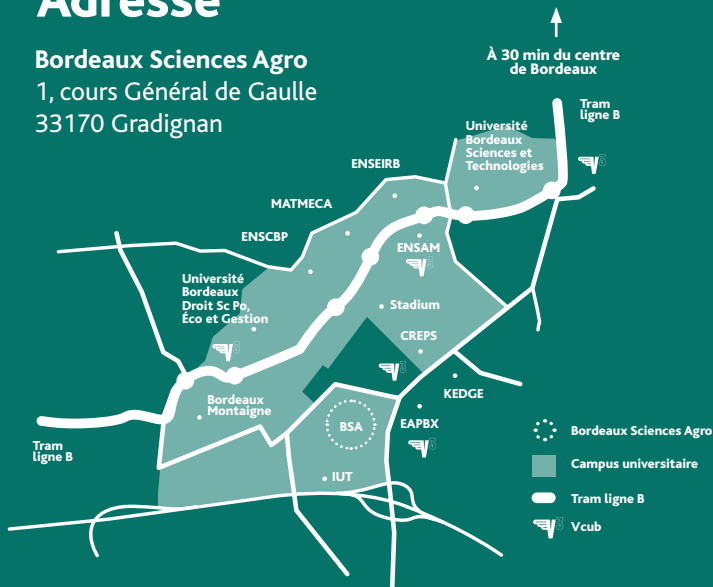 Adresse
Bordeaux Sciences Agro
1, cours Général de Gaulle
33170 Gradignan
À 30 min du centre
de Bordeaux
Tram
ligne B
Université
Bordeaux
Sciences et
Technologies
ENSEIRB
MATMECA
ENSCBP
ENSAM
Université
Bordeaux
Droit Sc Po,
Éco et Gestion
Stadium
CREPS
KEDGE
Bordeaux
Montaigne
EAPBX
BSA
Tram
ligne B
IUT
Bordeaux Sciences Agro
Campus universitaire
Tram ligne B
Vcub